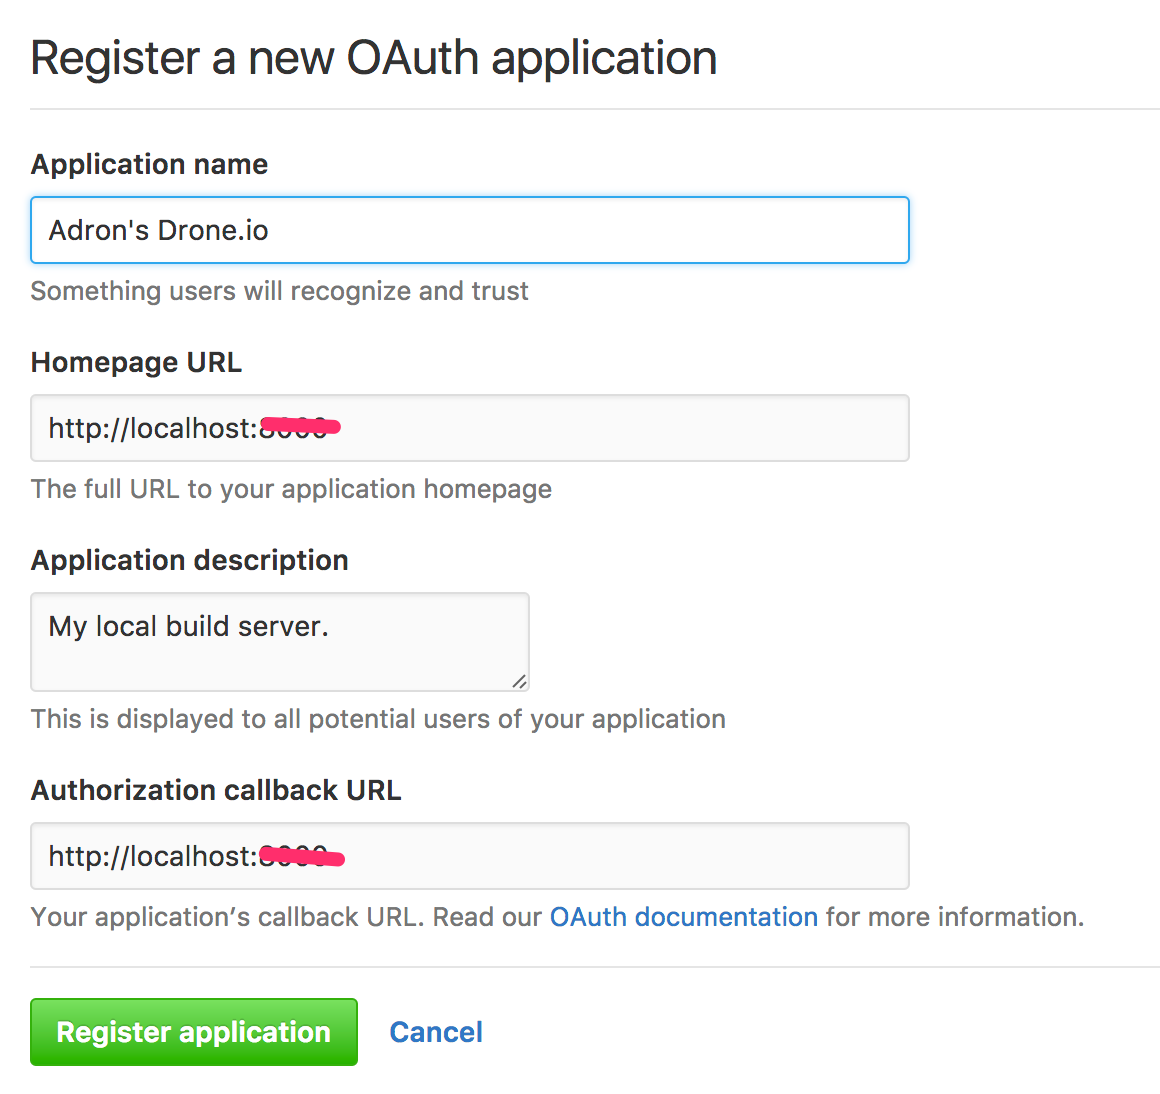 Register a new OAuth application
Application name
Adron's Drone.io
Something users will recognize and trust
Homepage URL
http://localhost:
The full URL to your application homepage
Application description
My local build server.
This is displayed to all potential users of your application
Authorization callback URL
http://localhost:
Your application’s callback URL. Read our OAuth documentation for more information.
Register application Cancel